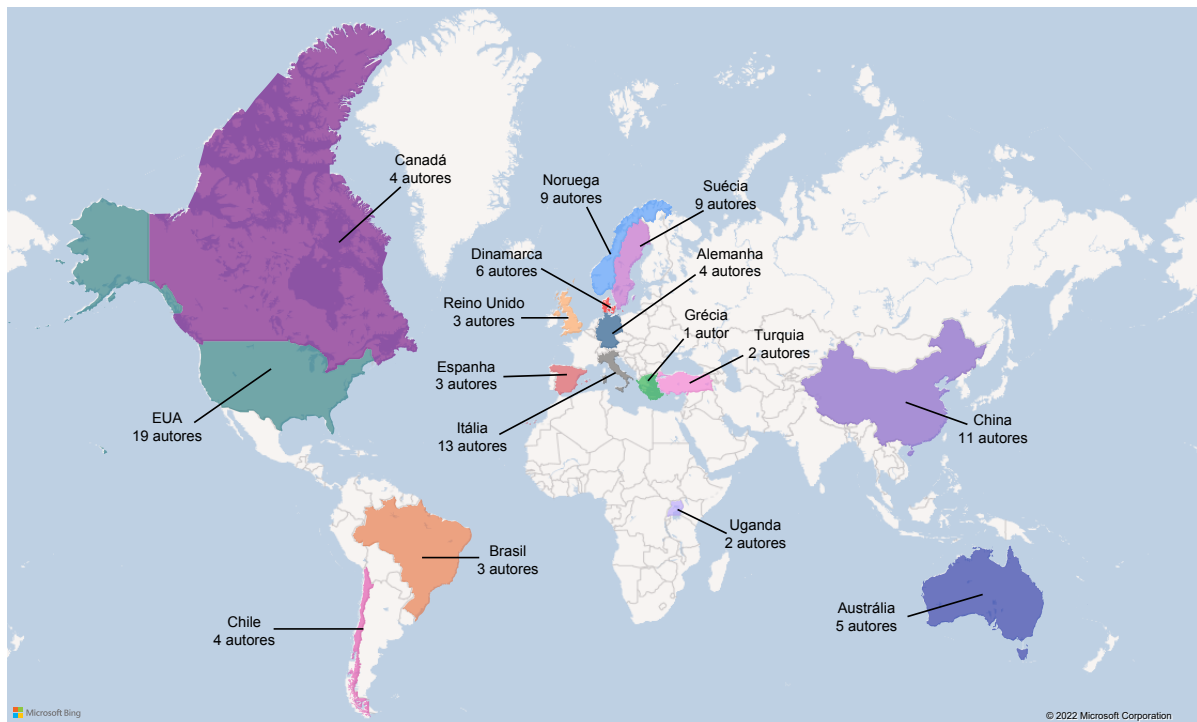 Canadá
4 autores
Noruega
9 autores
Suécia
9 autores
Dinamarca
6 autores
Alemanha
4 autores
Reino Unido
3 autores
Grécia
1 autor
Turquia
2 autores
Espanha
3 autores
EUA
19 autores
Itália
13 autores
China
11 autores
Uganda
2 autores
Brasil
3 autores
Chile
4 autores
Austrália
5 autores
Microsoft Bing
© 2022 Microsoft Corporation